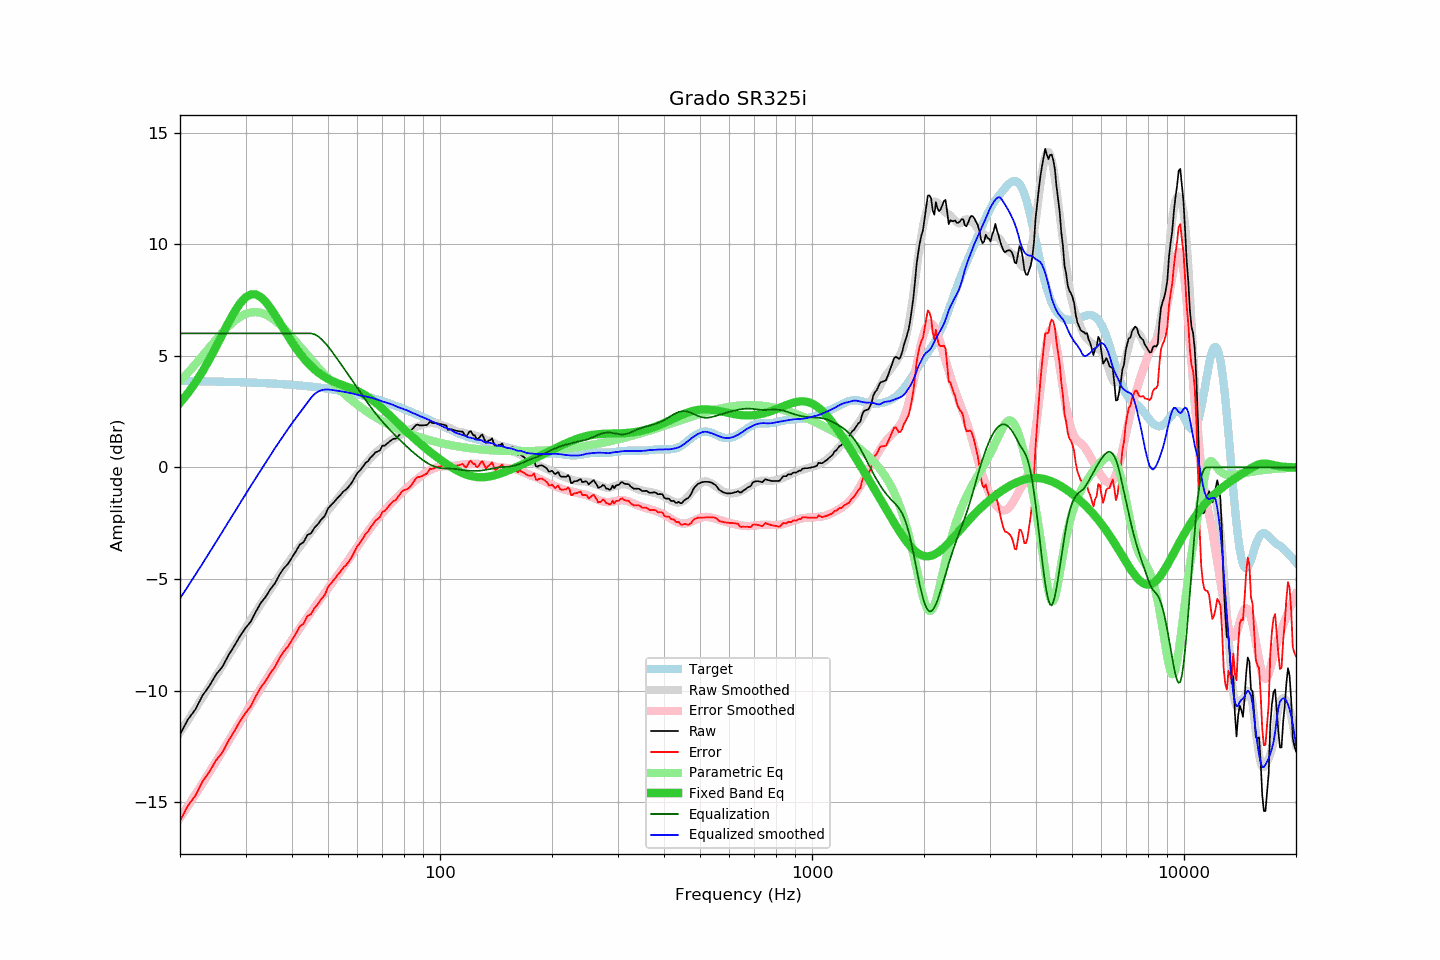 Grado SR325i
Amplitude (dBr)
15
10
5
0
−5
−10
−15
Target
Raw Smoothed
Error Smoothed
Raw
Error
Parametric Eq
Fixed Band Eq
Equalization
Equalized smoothed
100
1000
10000
Frequency (Hz)